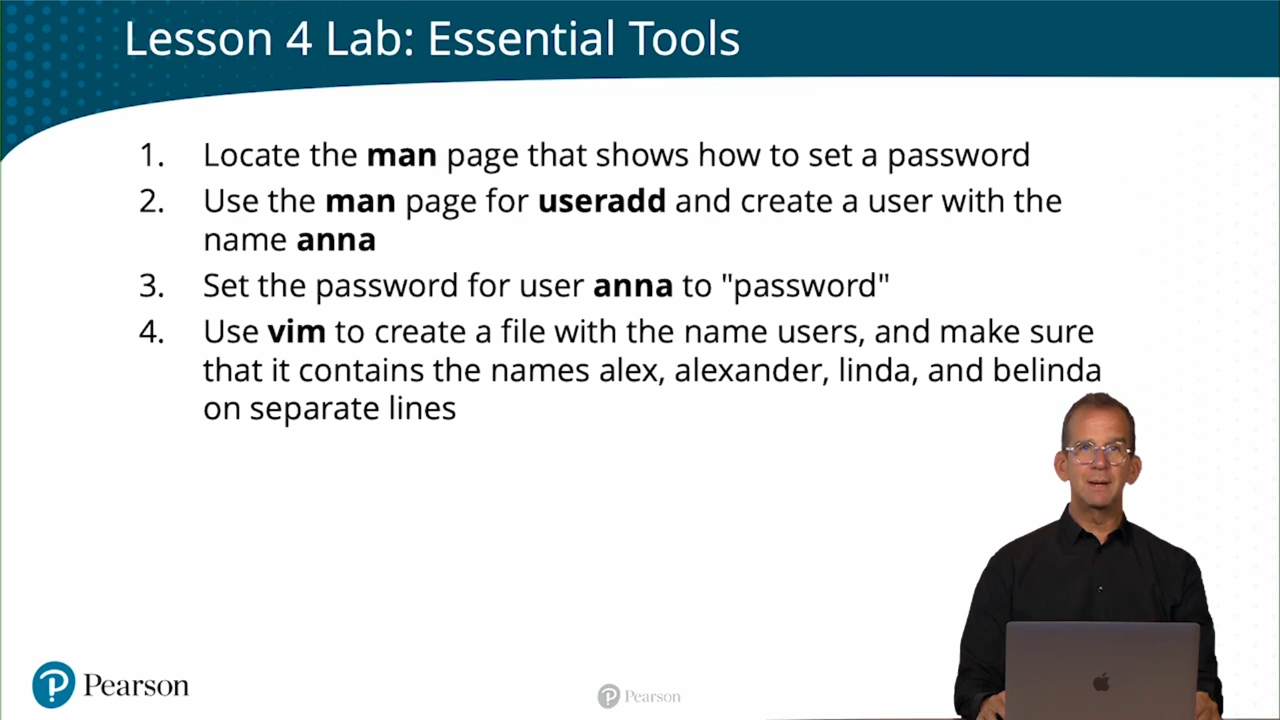 Lesson 4 Lab: Essential Tools
1. Locate the man page that shows how to set a password
2. Use the man page for useradd and create a user with the
name anna
3. Set the password for user anna to "password"
4. Use vim to create a file with the name users, and make sure
that it contains the names alex, alexander, linda, and belinda
on separate lines
Pearson
Pearson